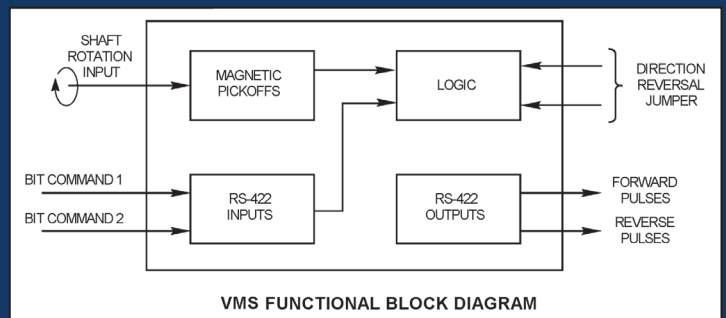 SHAFT
ROTATION
INPUT
MAGNETIC
PICKOFFS
LOGIC
DIRECTION
REVERSAL
JUMPER
BIT COMMAND 1
BIT COMMAND 2
RS-422
INPUTS
RS-422
OUTPUTS
FORWARD
PULSES
REVERSE
PULSES
VMS FUNCTIONAL BLOCK DIAGRAM